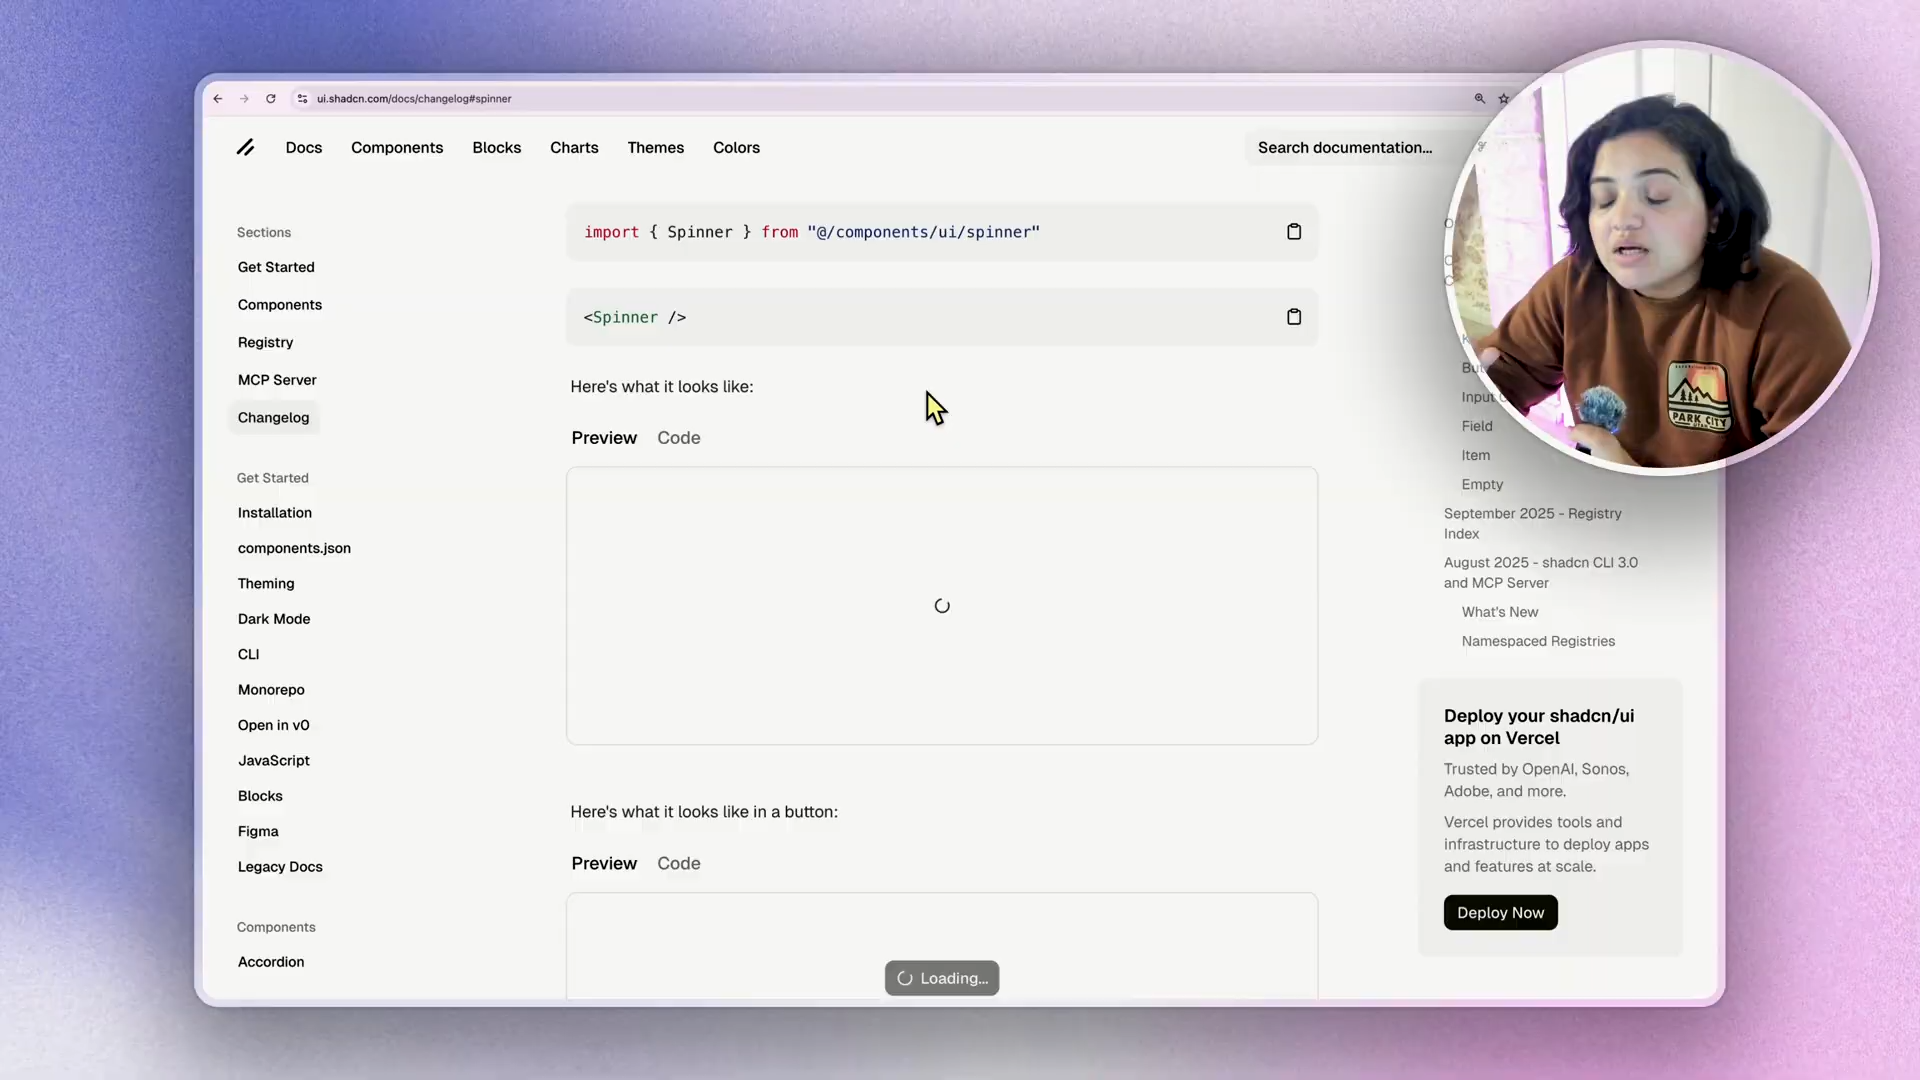 ui.shadcn.com/docs/changelog#spinner
Docs
Components
Blocks
Charts
Themes
Colors
Search documentation...
Sections
Get Started
Components
Registry
MCP Server
Changelog
Get Started
Installation
components.json
Theming
Dark Mode
CLI
Monorepo
Open in v0
JavaScript
Blocks
Figma
Legacy Docs
Components
Accordion
import { Spinner } from "@/components/ui/spinner"
<Spinner />
Here's what it looks like:
Preview
Code
Here's what it looks like in a button:
Preview
Code
Loading...
Input
Field
Item
Empty
September 2025 - Registry
Index
August 2025 - shadcn CLI 3.0
and MCP Server
What's New
Namespaced Registries
Deploy your shadcn/ui
app on Vercel
Trusted by OpenAI, Sonos,
Adobe, and more.
Vercel provides tools and
infrastructure to deploy apps
and features at scale.
Deploy Now
PARK CITY